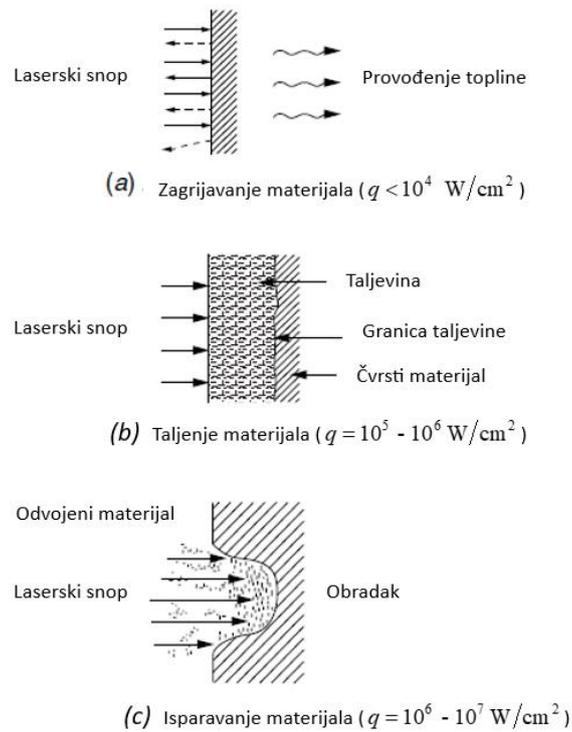 Laserski snop
Provođenje topline
(a) Zagrijavanje materijala ( q < 10⁴ W/cm² )
Laserski snop
Taljevina
Granica taljevine
Čvrsti materijal
(b) Taljenje materijala ( q = 10⁵ - 10⁶ W/cm² )
Odvojeni materijal
Laserski snop
Obradak
(c) Isparavanje materijala ( q = 10⁶ - 10⁷ W/cm² )